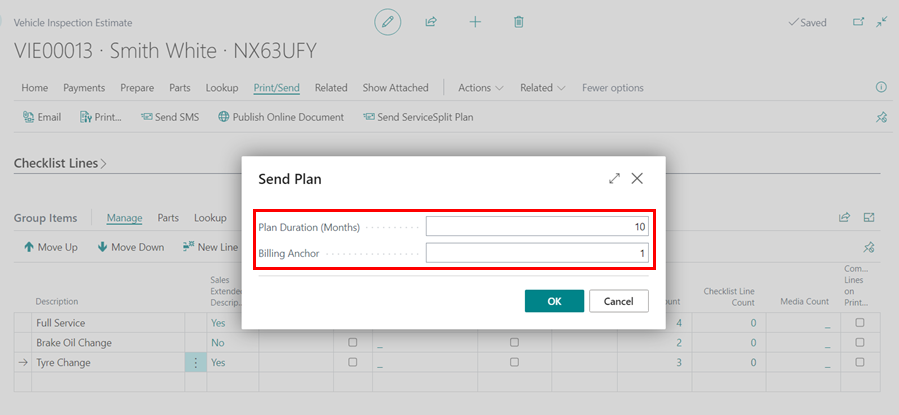 Vehicle Inspection Estimate
Saved
VIE00013 · Smith White · NX63UFY
Home Payments Prepare Parts Lookup Print/Send Related Show Attached Actions Related Fewer options
Email Print... Send SMS Publish Online Document Send ServiceSplit Plan
Checklist Lines
Send Plan
Plan Duration (Months) 10
Billing Anchor 1
OK Cancel
Group Items Manage Parts Lookup
Move Up Move Down New Line
Description
Sales Extended Descrip...
Checklist Line Count
Media Count
Com... Lines on Print...
Full Service Yes 4 0 _
Brake Oil Change No _ 2 0 _
Tyre Change Yes _ 3 0 _